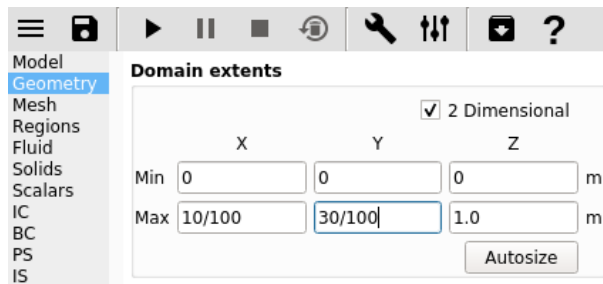 ?
Model
Geometry
Mesh
Regions
Fluid
Solids
Scalars
IC
BC
PS
IS
Domain extents
2 Dimensional
X Y Z
Min 0 0 0 m
Max 10/100 30/100 1.0 m
Autosize